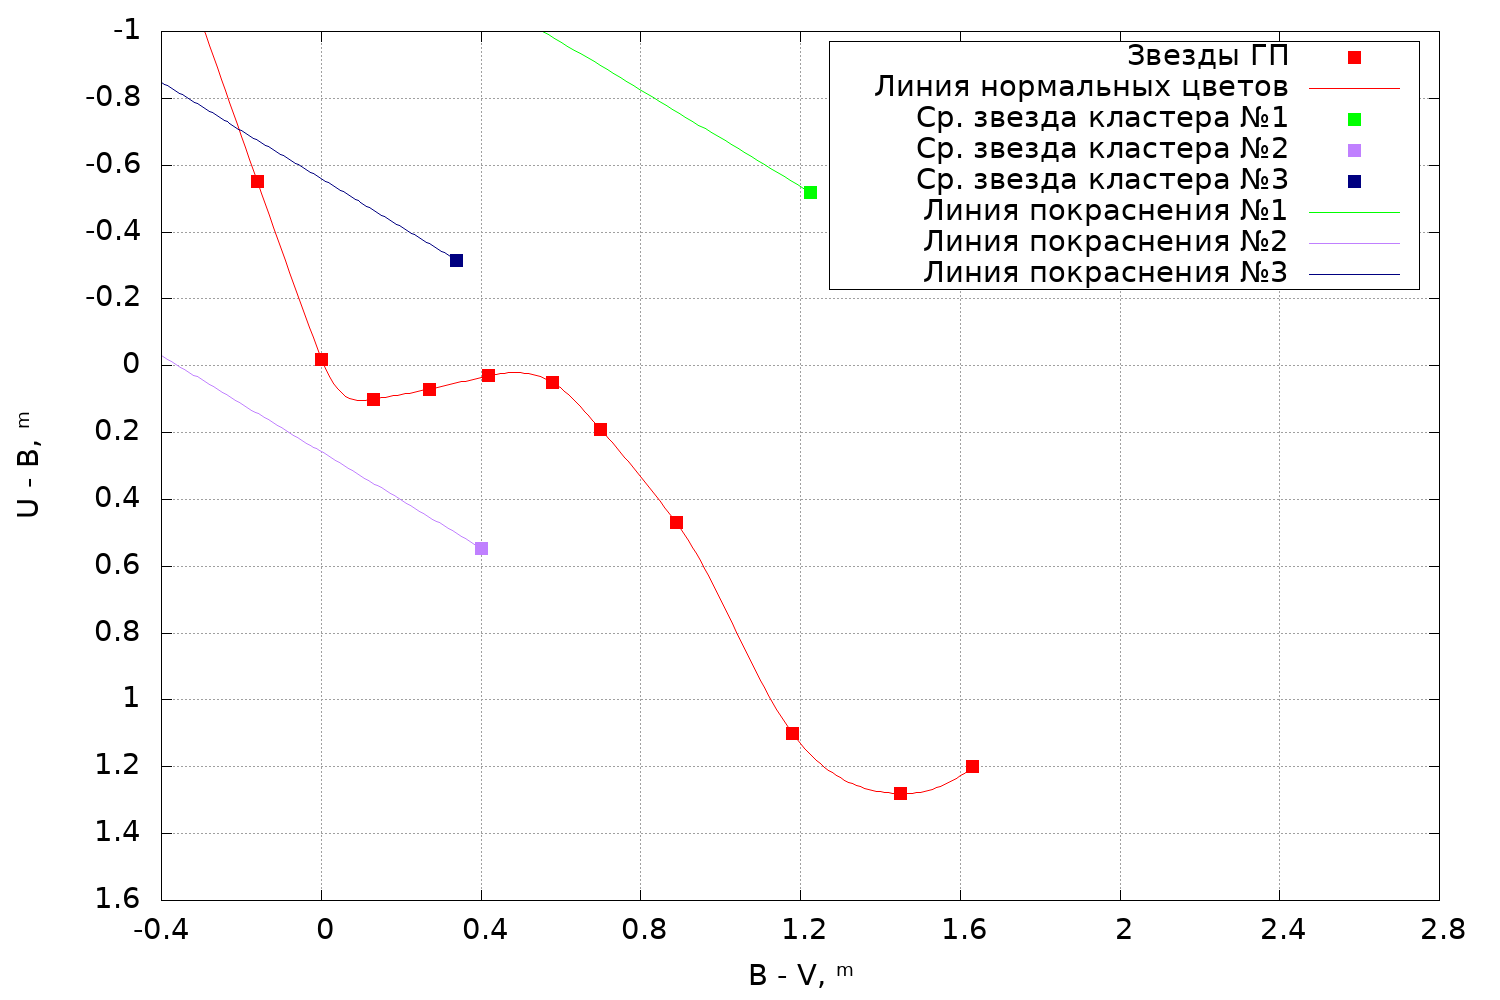 -1
-0.8
-0.6
-0.4
-0.2
0
0.2
0.4
0.6
0.8
1
1.2
1.4
1.6
U - B, m
Звезды ГП
Линия нормальных цветов
Ср. звезда кластера №1
Ср. звезда кластера №2
Ср. звезда кластера №3
Линия покраснения №1
Линия покраснения №2
Линия покраснения №3
-0.4 0 0.4 0.8 1.2 1.6 2 2.4 2.8
B - V, m